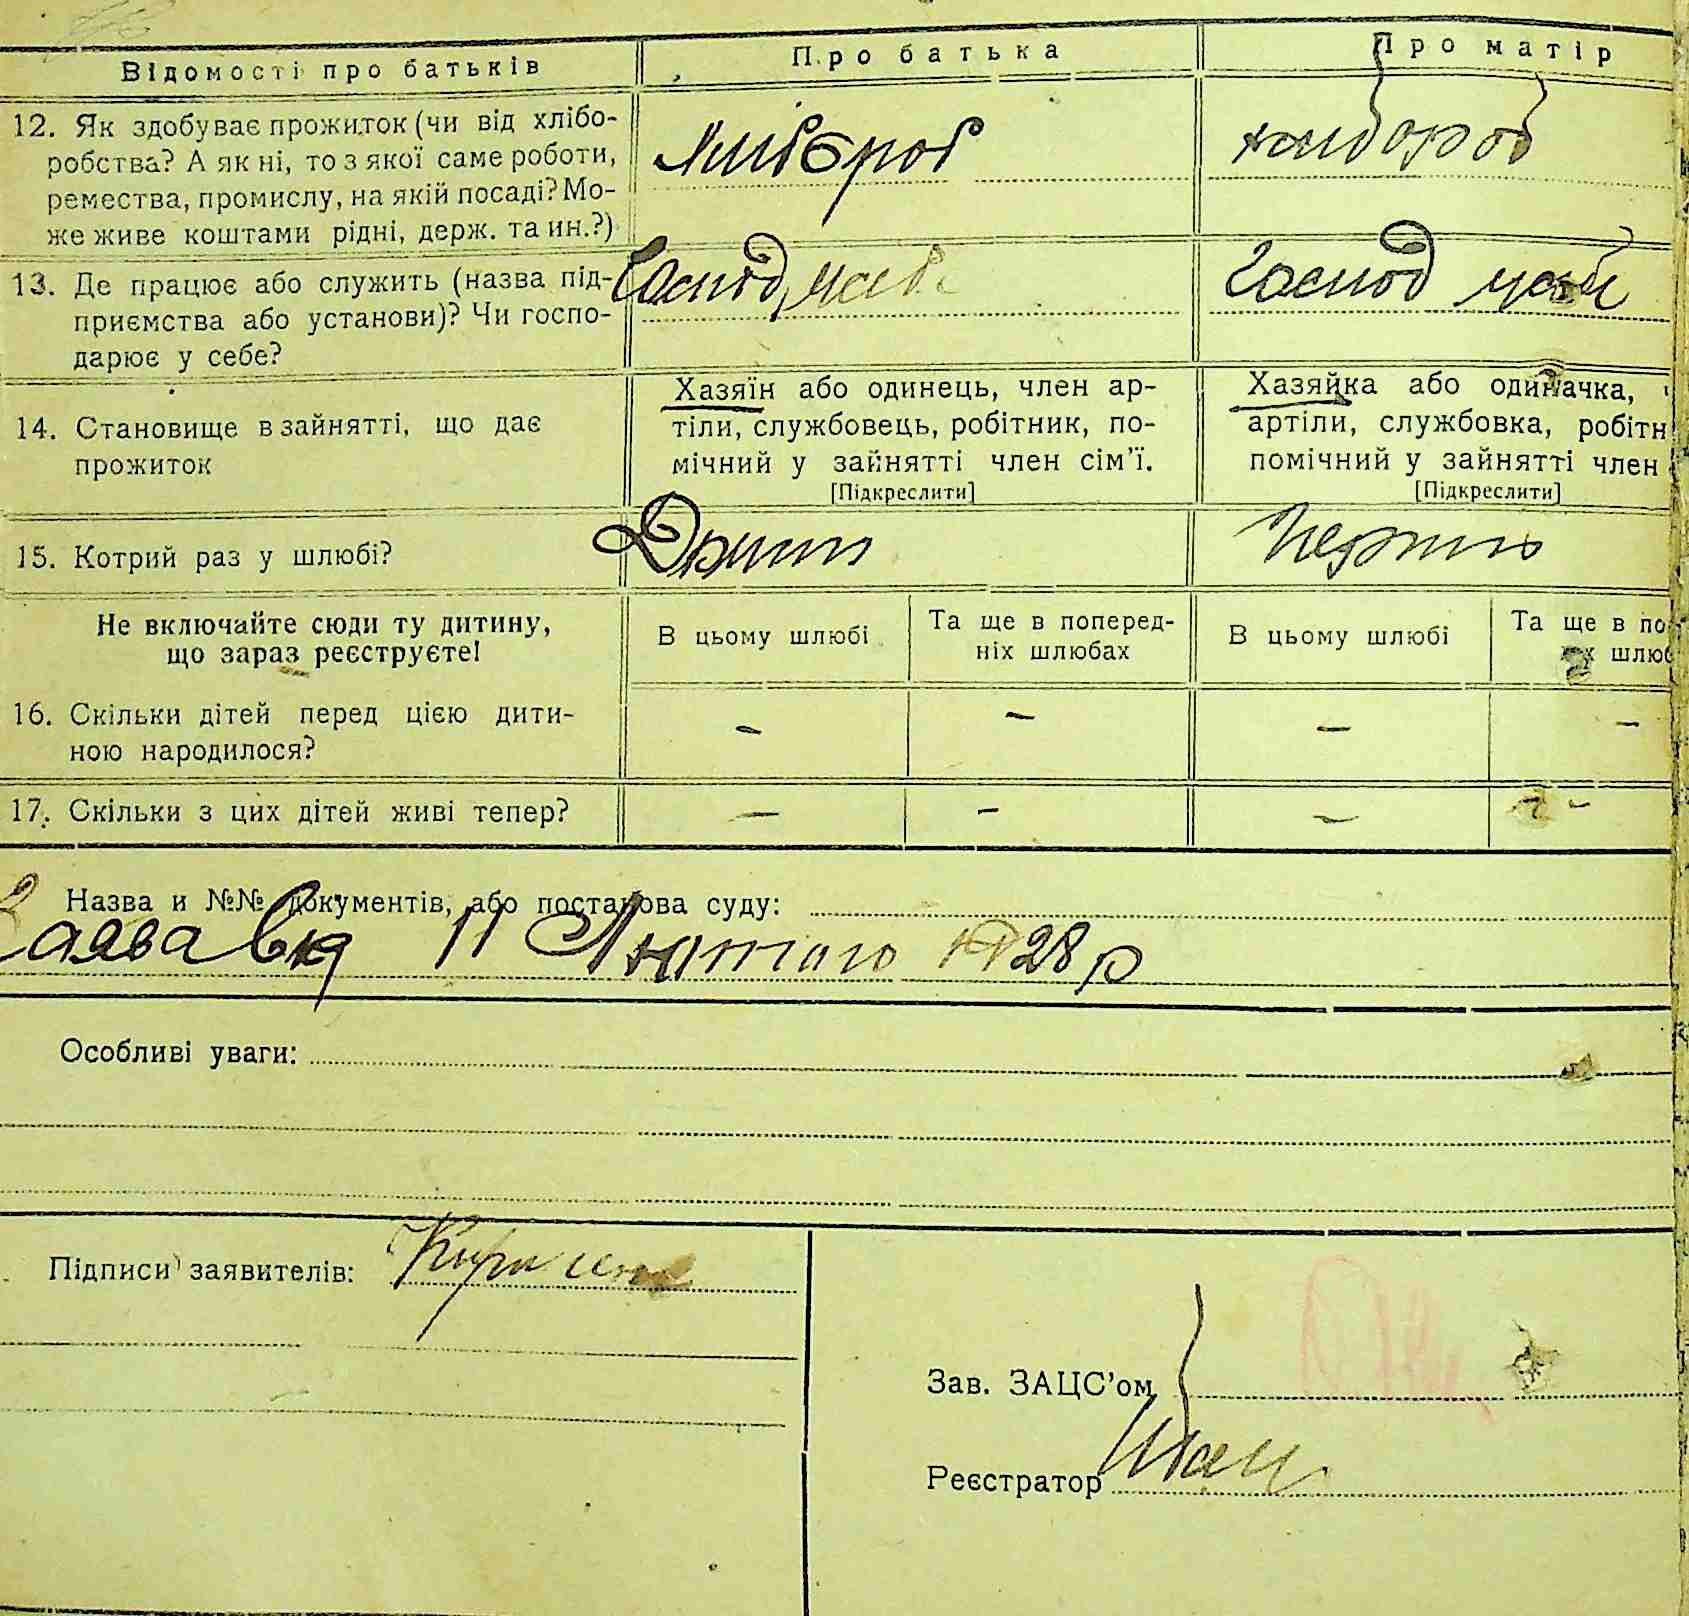 Відомості про батьків Про батька Про матір
12. Як здобуває прожиток (чи від хлібо-
робства? А як ні, то з якої саме роботи,
ремества, промислу, на якій посаді? Мо-
же живе коштами рідні, держ. та ин.?)
Хлибороб хлибороб
13. Де працює або служить (назва під-
приємства або установи)? Чи госпо-
дарює у себе?
Господ у себе Господ у себе
14. Становище в зайнятті, що дає
прожиток
Хазяїн або одинець, член ар-
тіли, службовець, робітник, по-
мічний у зайнятті член сім’ї.
[Підкреслити]
Хазяйка або одиначка,
артіли, службовка, робітн
помічний у зайнятті член
[Підкреслити]
15. Котрий раз у шлюбі?
Не включайте сюди ту дитину,
що зараз реєструєте!
В цьому шлюбі Та ще в поперед-
ніх шлюбах
В цьому шлюбі Та ще в по
шлюб
16. Скільки дітей перед цією дити-
ною народилося?
– – – –
17. Скільки з цих дітей живі тепер?
– – – –
Назва и №№ документів, або постанова суду:
Заява від 11 Лютого 1928 р
Особливі уваги:
Підписи заявителів:
Зав. ЗАЦС’ом
Реєстратор